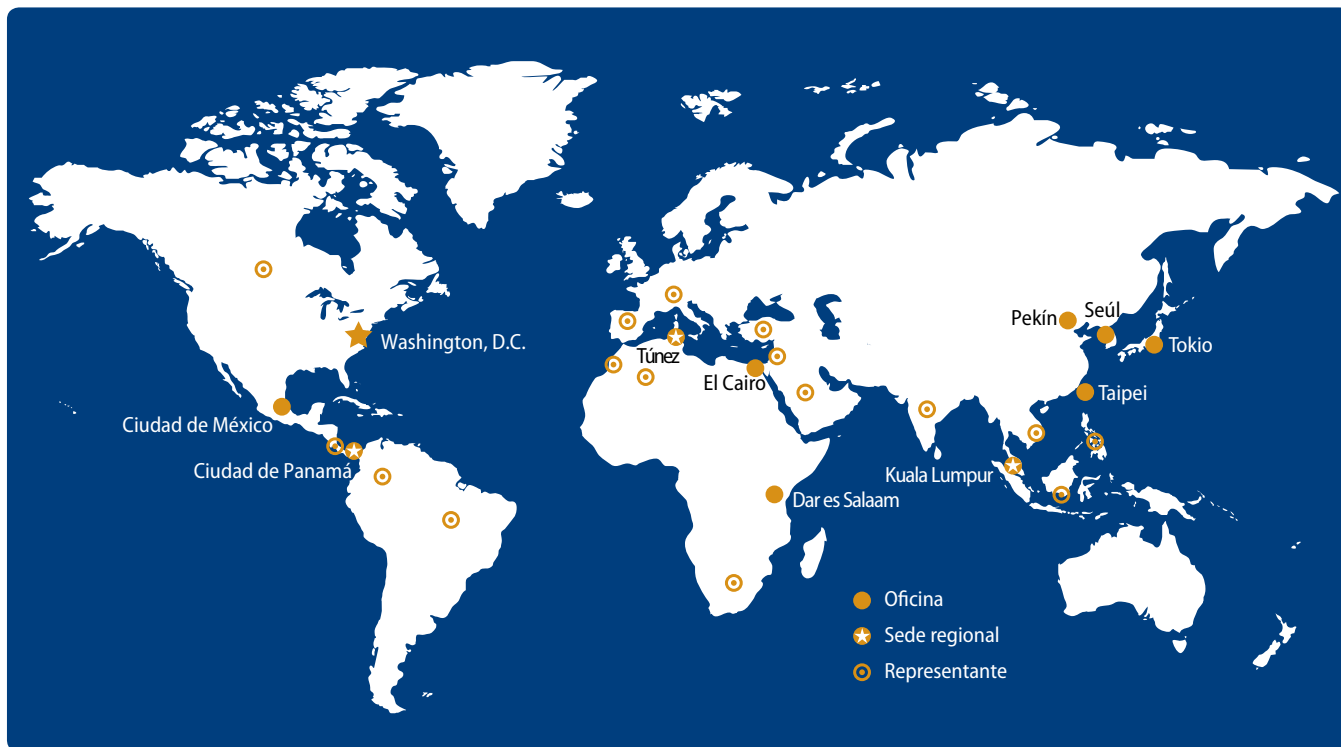 Washington, D.C.
Ciudad de México
Ciudad de Panamá
Túnez
El Cairo
Dar es Salaam
Pekín
Seúl
Tokio
Taipei
Kuala Lumpur
Oficina
Sede regional
Representante